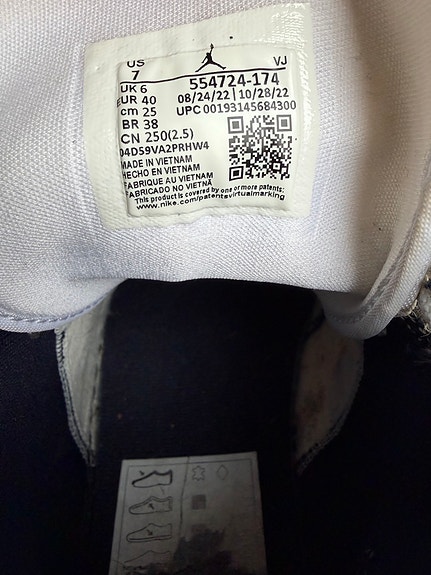 US VJ
7 554724-174
UK 6 08/24/22 | 10/28/22
EUR 40 UPC 00193145684300
cm 25
BR 38
CN 250(2.5)
04D59VA2PRHW4
MADE IN VIETNAM
HECHO EN VIETNAM
FABRIQUE AU VIETNAM
FABRICADO NO VIETNÃ
This product is covered by one or more patents:
www.nike.com/patentsvirtualmarking